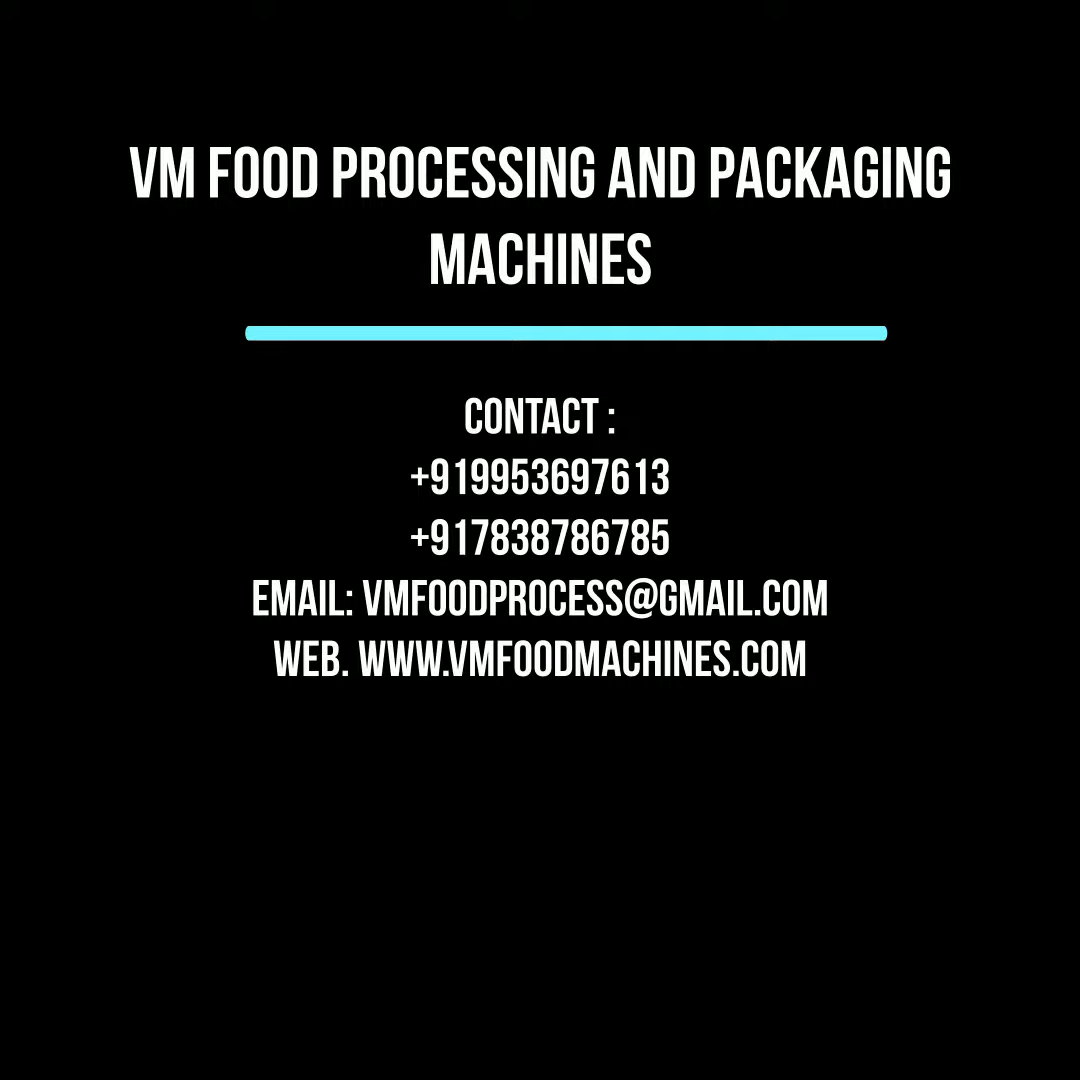 VM FOOD PROCESSING AND PACKAGING
MACHINES
CONTACT :
+919953697613
+917838786785
EMAIL: VMFOODPROCESS@GMAIL.COM
WEB. WWW.VMFOODMACHINES.COM